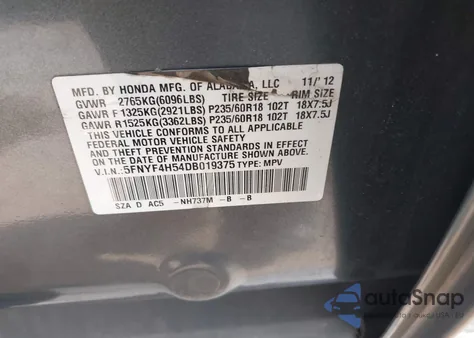 MFD. BY HONDA MFG. OF ALABAMA, LLC 11/'12
GVWR 2765KG(6096LBS) TIRE SIZE RIM SIZE
GAWR F1325KG(2921LBS) P235/60R18 102T 18X7.5J
GAWR R1525KG(3362LBS) P235/60R18 102T 18X7.5J
THIS VEHICLE CONFORMS TO ALL APPLICABLE
FEDERAL MOTOR VEHICLE SAFETY AND
THEFT PREVENTION STANDARDS IN EFFECT
ON THE DATE OF MANUFACTURE SHOWN ABOVE.
V.I.N.:5FNYF4H54DB019375 TYPE: MPV
SZA D AC5 -NH737M -B -B
autoSnap